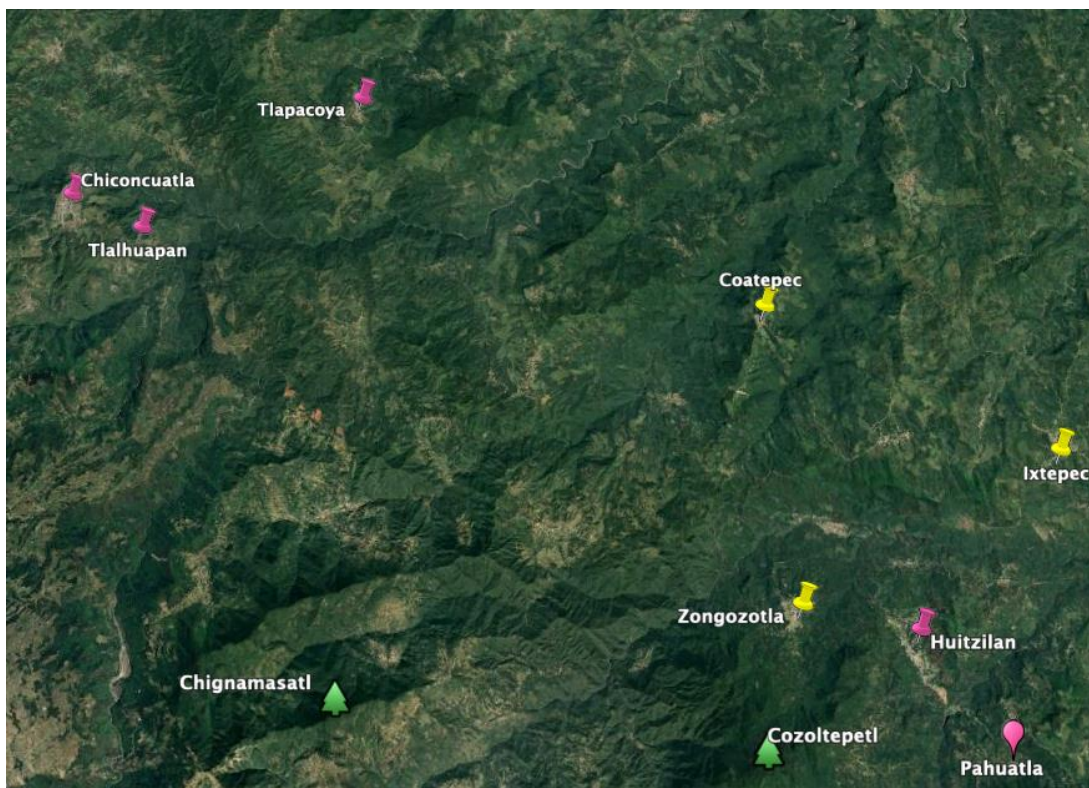 Tlapacoya
Chiconcuatla
Tlalhuapan
Coatepec
Ixtepec
Zongozotla
Huitzilan
Chignamasatl
Cozoltepetl
Pahuatla